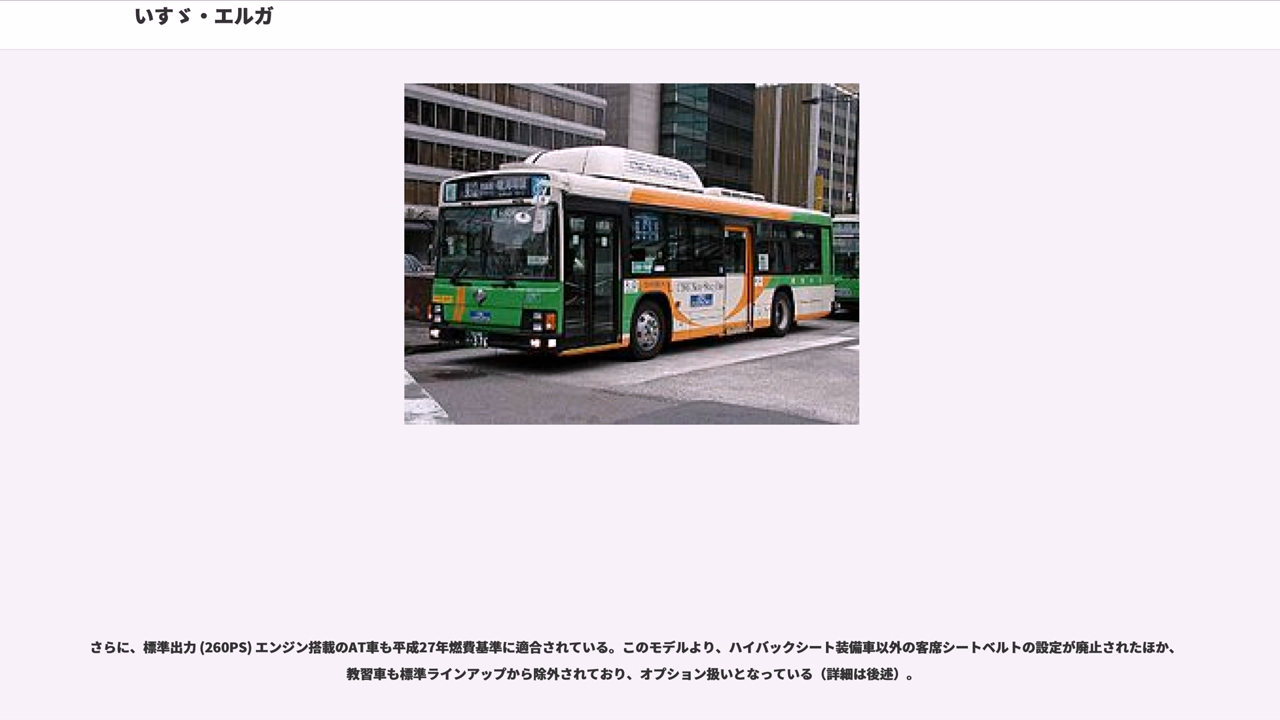 いすゞ・エルガ
CNG Non-Step Bus
さらに、標準出力 (260PS) エンジン搭載のAT車も平成27年燃費基準に適合されている。このモデルより、ハイバックシート装備車以外の客席シートベルトの設定が廃止されたほか、
教習車も標準ラインアップから除外されており、オプション扱いとなっている（詳細は後述）。